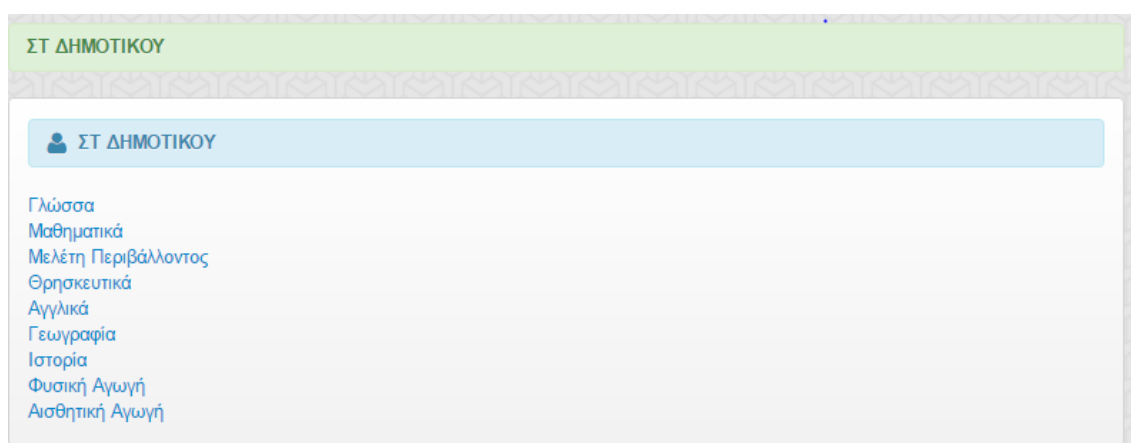 ΣΤ ΔΗΜΟΤΙΚΟΥ
ΣΤ ΔΗΜΟΤΙΚΟΥ
Γλώσσα
Μαθηματικά
Μελέτη Περιβάλλοντος
Θρησκευτικά
Αγγλικά
Γεωγραφία
Ιστορία
Φυσική Αγωγή
Αισθητική Αγωγή